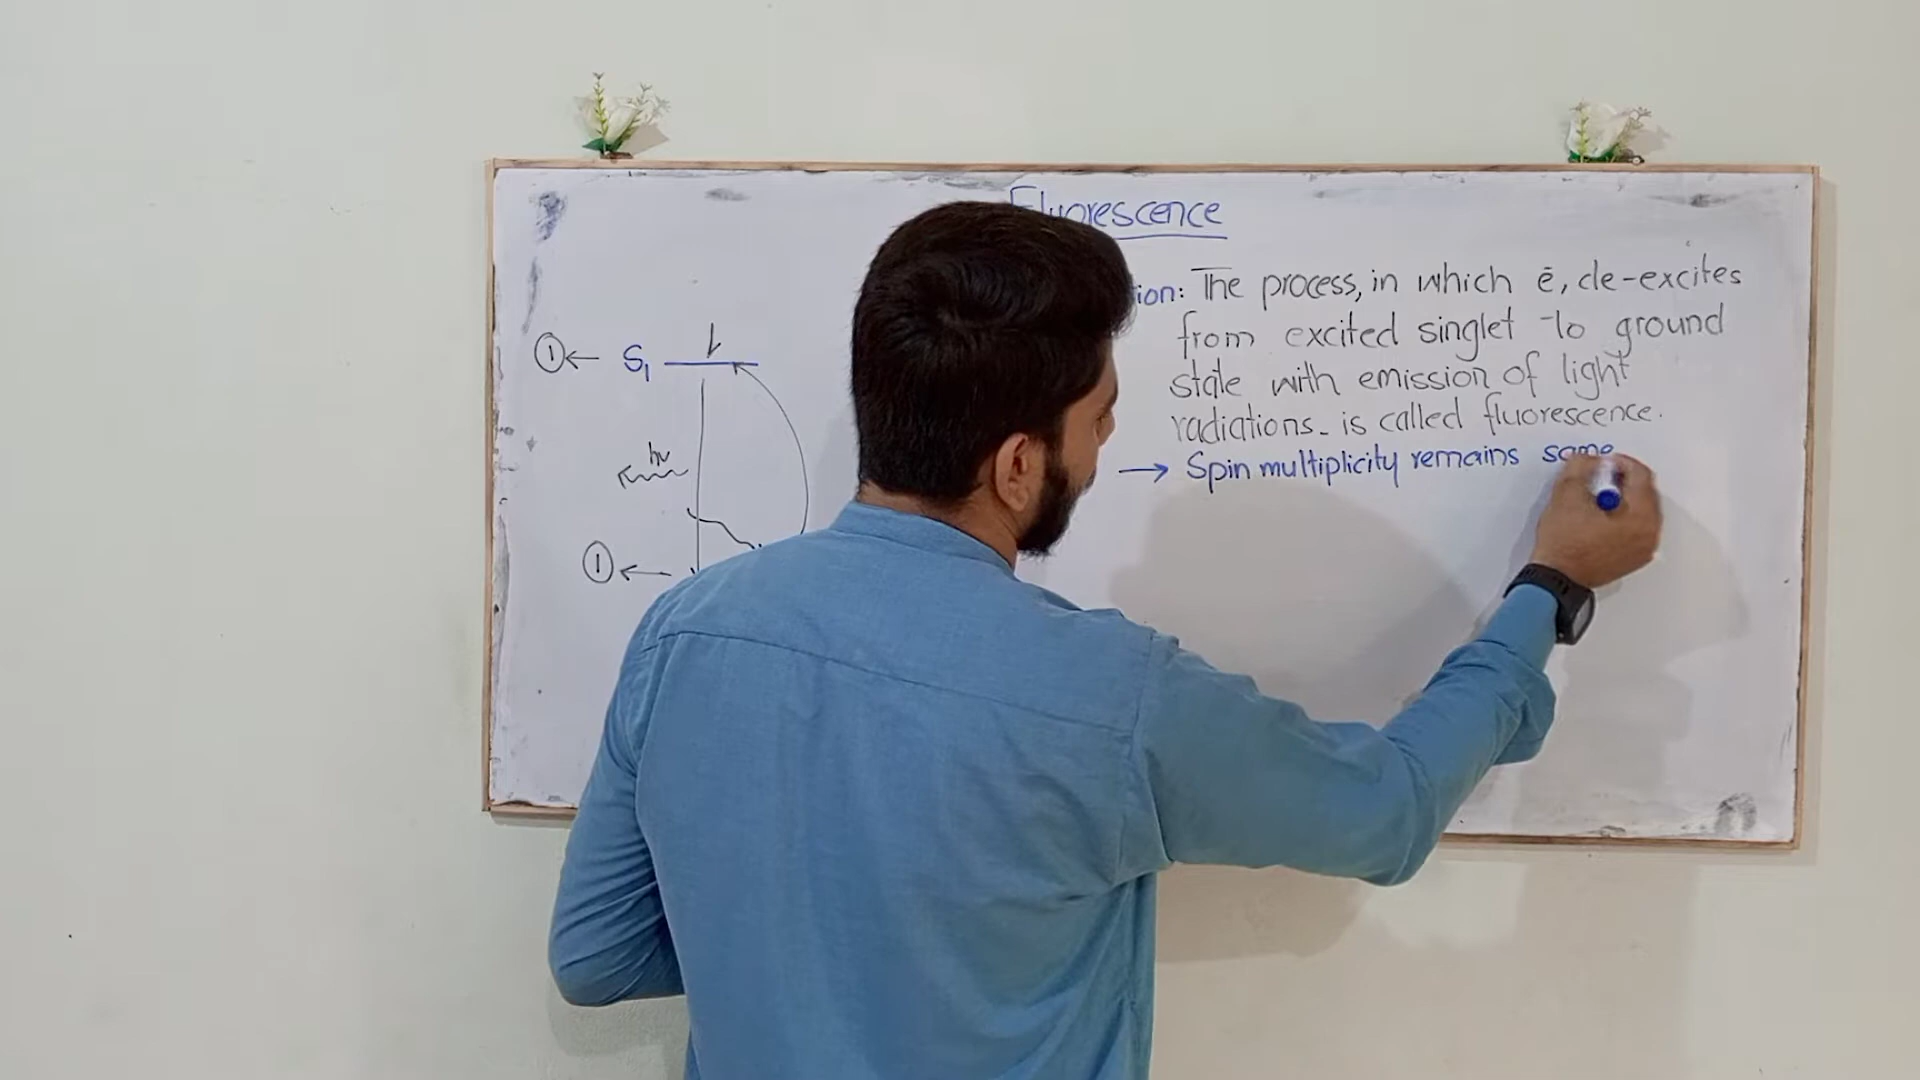 Fluorescence
ion: The process, in which ē, de-excites
from excited singlet to ground
state with emission of light
radiations. is called fluorescence.
→ Spin multiplicity remains same
① ← S₁
hν
① ←